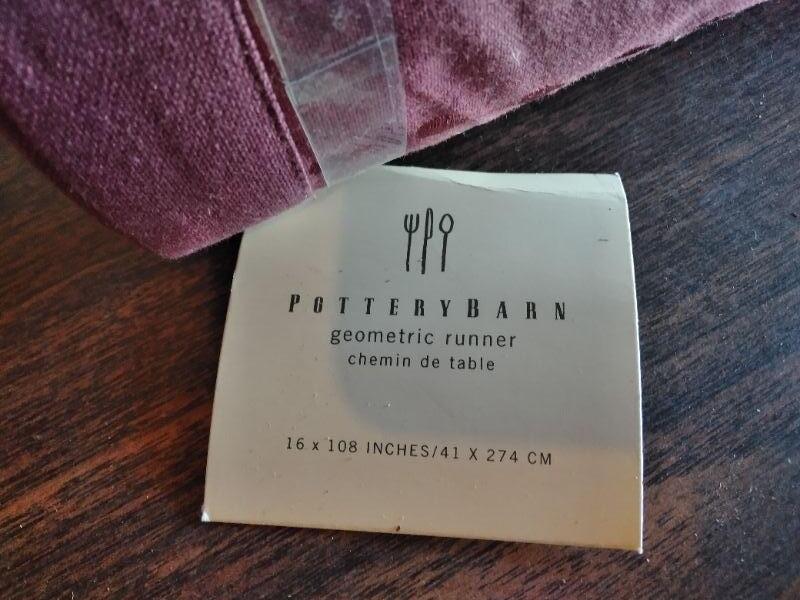 POTTERYBARN
geometric runner
chemin de table
16 x 108 INCHES/41 X 274 CM